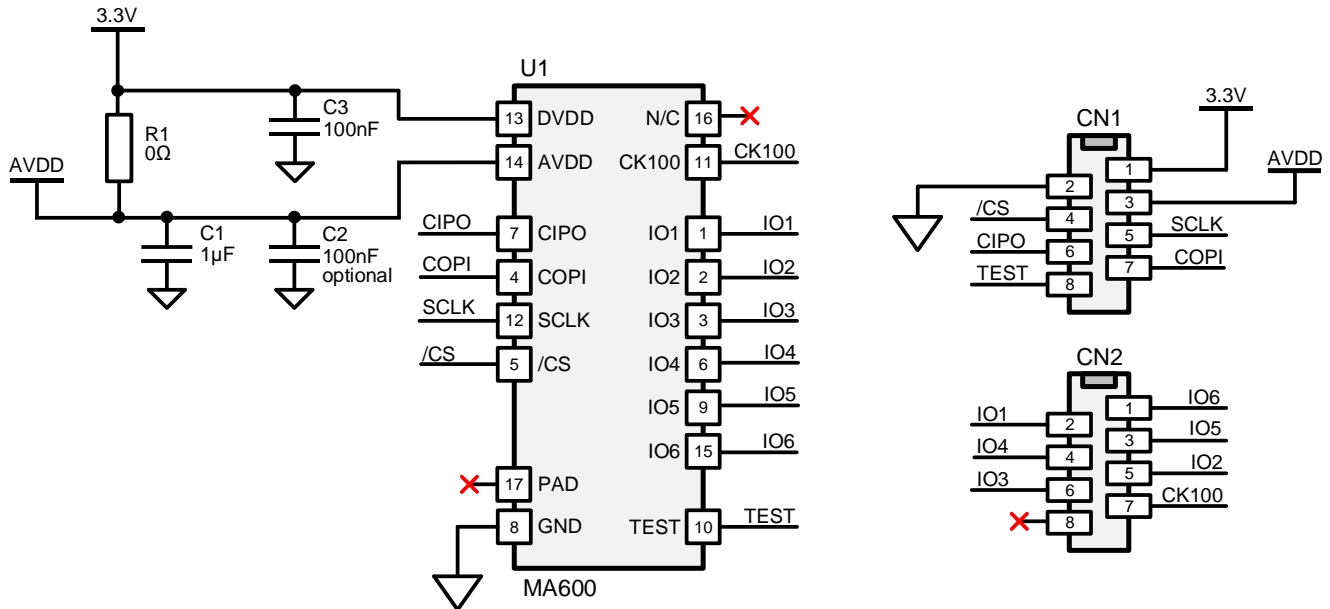 3.3V
U1
C3
100nF
R1
0Ω
13 DVDD
N/C 16
14 AVDD
CK100 11 CK100
AVDD
C1
1µF
C2
100nF
optional
CIPO 7 CIPO
IO1 1 IO1
COPI 4 COPI
IO2 2 IO2
SCLK 12 SCLK
IO3 3 IO3
/CS 5 /CS
IO4 6 IO4
IO5 9 IO5
IO6 15 IO6
17 PAD
8 GND
TEST 10 TEST
MA600
3.3V
CN1
AVDD
1
2
3
/CS 4
5 SCLK
CIPO 6
7 COPI
TEST 8
CN2
1 IO6
IO1 2
3 IO5
IO4 4
5 IO2
IO3 6
7 CK100
8